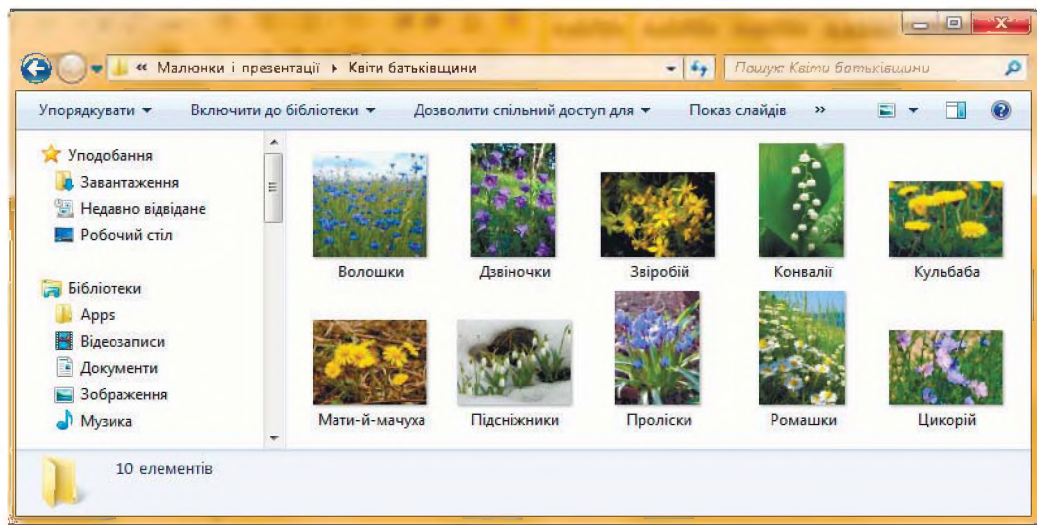 « Малюнки і презентації ▸ Квіти батьківщини
Пошук: Квіти батьківщини
Упорядкувати Включити до бібліотеки Дозволити спільний доступ для Показ слайдів »
Уподобання
Завантаження
Недавно відвідане
Робочий стіл
Бібліотеки
Apps
Відеозаписи
Документи
Зображення
Музика
Волошки Дзвіночки Звіробій Конвалії Кульбаба
Мати-й-мачуха Підсніжники Проліски Ромашки Цикорій
10 елементів